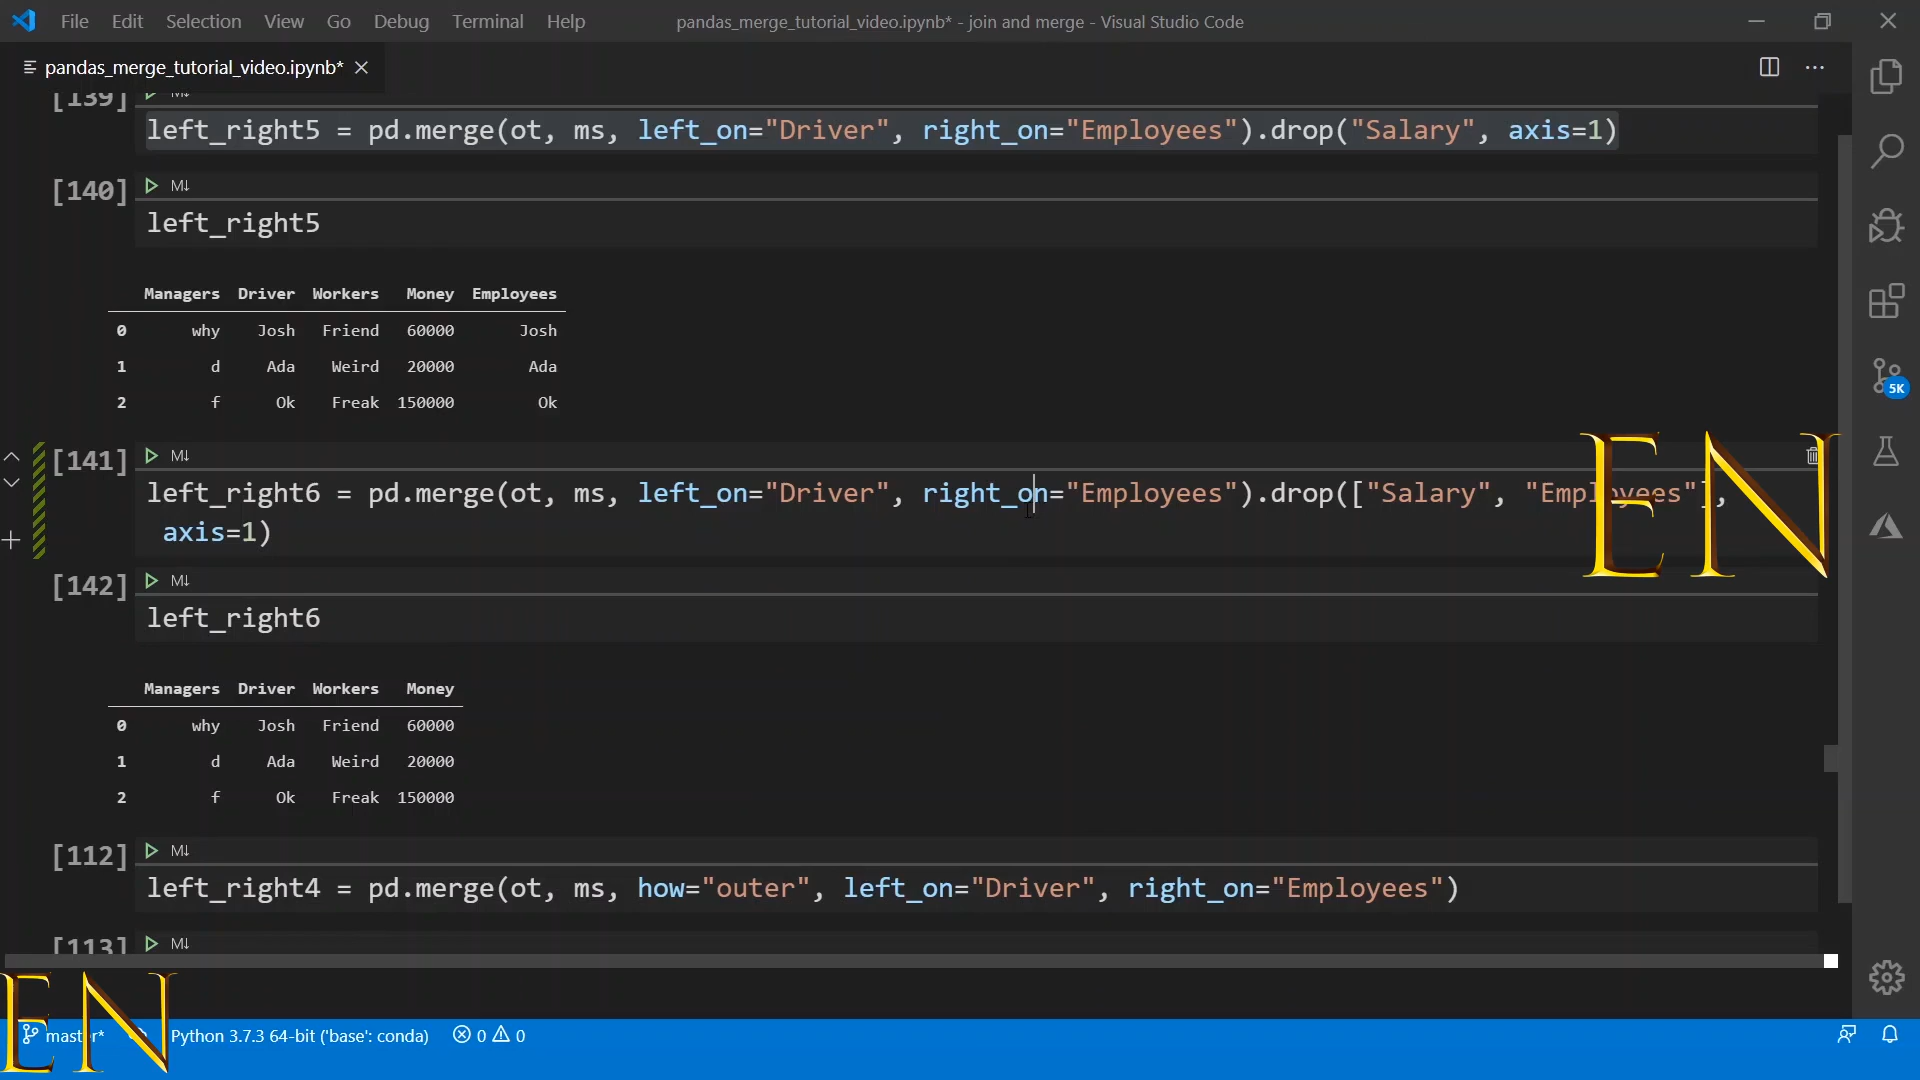 File Edit Selection View Go Debug Terminal Help
pandas_merge_tutorial_video.ipynb* - join and merge - Visual Studio Code
pandas_merge_tutorial_video.ipynb*
[139] M↓
left_right5 = pd.merge(ot, ms, left_on="Driver", right_on="Employees").drop("Salary", axis=1)
[140] M↓
left_right5
Managers Driver Workers Money Employees
0 why Josh Friend 60000 Josh
1 d Ada Weird 20000 Ada
2 f Ok Freak 150000 Ok
[141] M↓
left_right6 = pd.merge(ot, ms, left_on="Driver", right_on="Employees").drop(["Salary", "Employees"],
axis=1)
EN
5K
[142] M↓
left_right6
Managers Driver Workers Money
0 why Josh Friend 60000
1 d Ada Weird 20000
2 f Ok Freak 150000
[112] M↓
left_right4 = pd.merge(ot, ms, how="outer", left_on="Driver", right_on="Employees")
[113] M↓
EN
master* Python 3.7.3 64-bit ('base': conda) 0 0